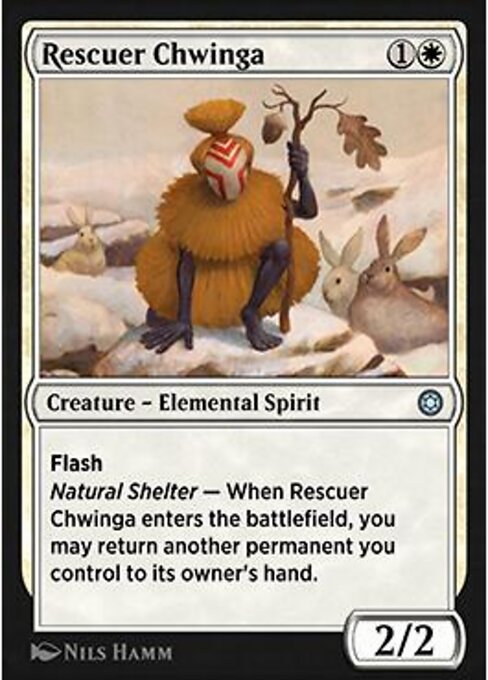 Rescuer Chwinga 1
Creature – Elemental Spirit
Flash
Natural Shelter — When Rescuer
Chwinga enters the battlefield, you
may return another permanent you
control to its owner's hand.
2/2
NILS HAMM